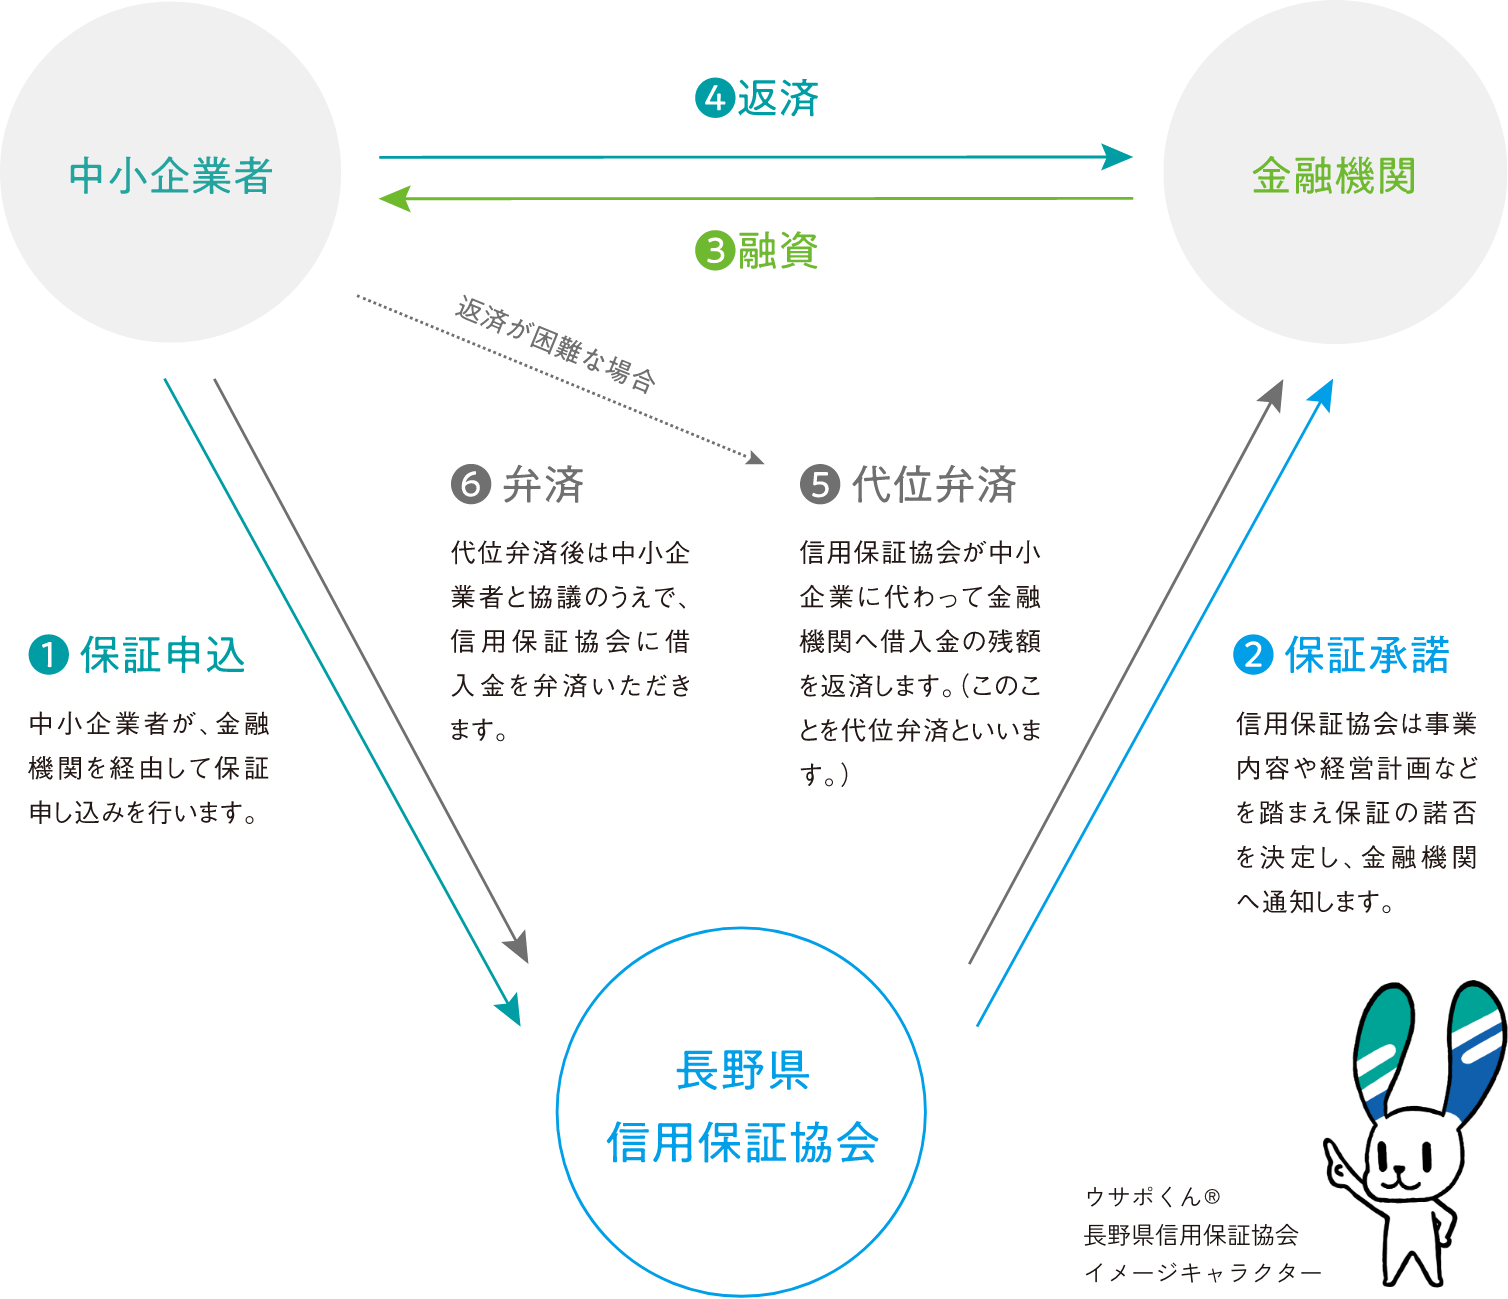 ❹返済
中小企業者
金融機関
❸融資
返済が困難な場合
❻ 弁済
代位弁済後は中小企
業者と協議のうえで、
信用保証協会に借
入金を弁済いただき
ます。
❺ 代位弁済
信用保証協会が中小
企業に代わって金融
機関へ借入金の残額
を返済します。（このこ
とを代位弁済といいま
す。）
❶ 保証申込
中小企業者が、金融
機関を経由して保証
申し込みを行います。
❷ 保証承諾
信用保証協会は事業
内容や経営計画など
を踏まえ保証の諾否
を決定し、金融機関
へ通知します。
長野県
信用保証協会
ウサポくん®
長野県信用保証協会
イメージキャラクター